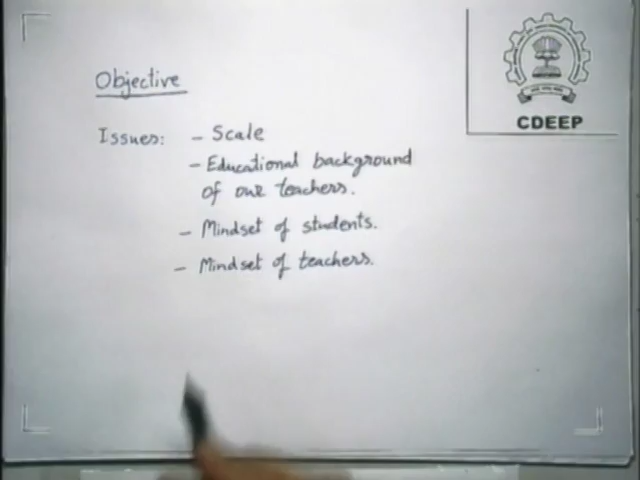 Objective
CDEEP
Issues: - Scale
- Educational background
of our teachers.
- Mindset of students.
- Mindset of teachers.